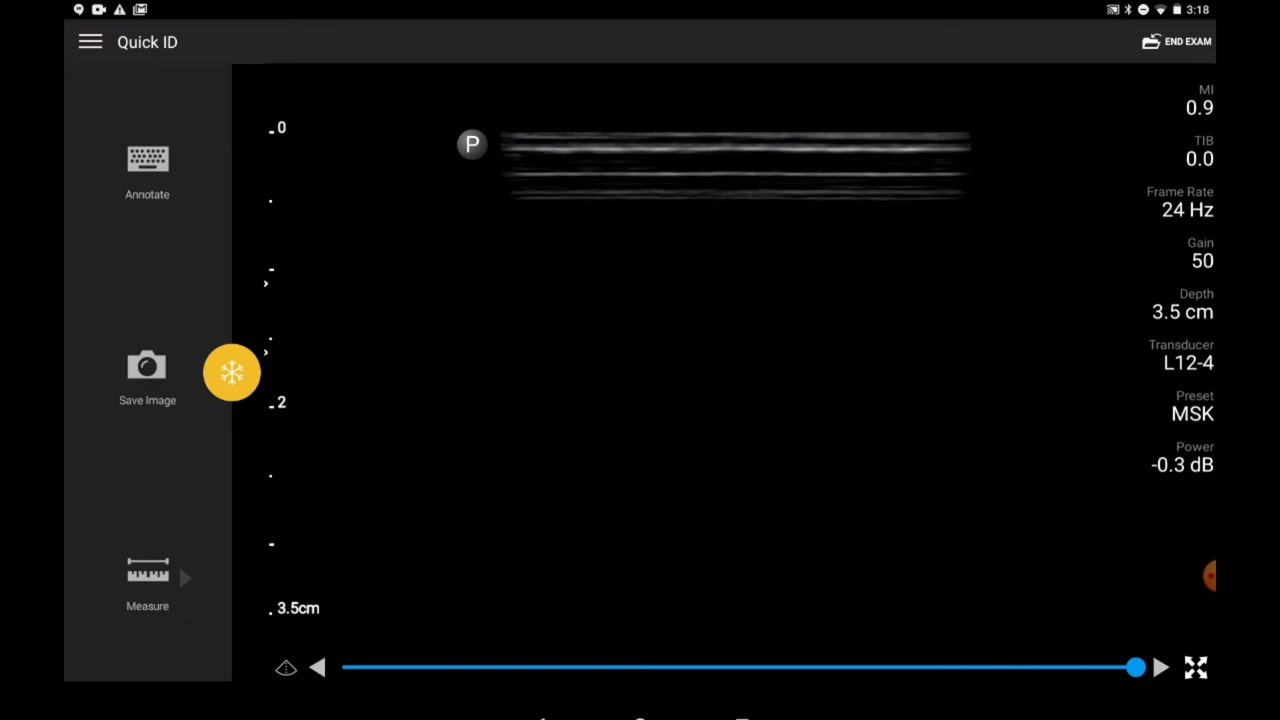 3:18
Quick ID
END EXAM
Annotate
Save Image
Measure
0
2
3.5cm
P
MI
0.9
TIB
0.0
Frame Rate
24 Hz
Gain
50
Depth
3.5 cm
Transducer
L12-4
Preset
MSK
Power
-0.3 dB